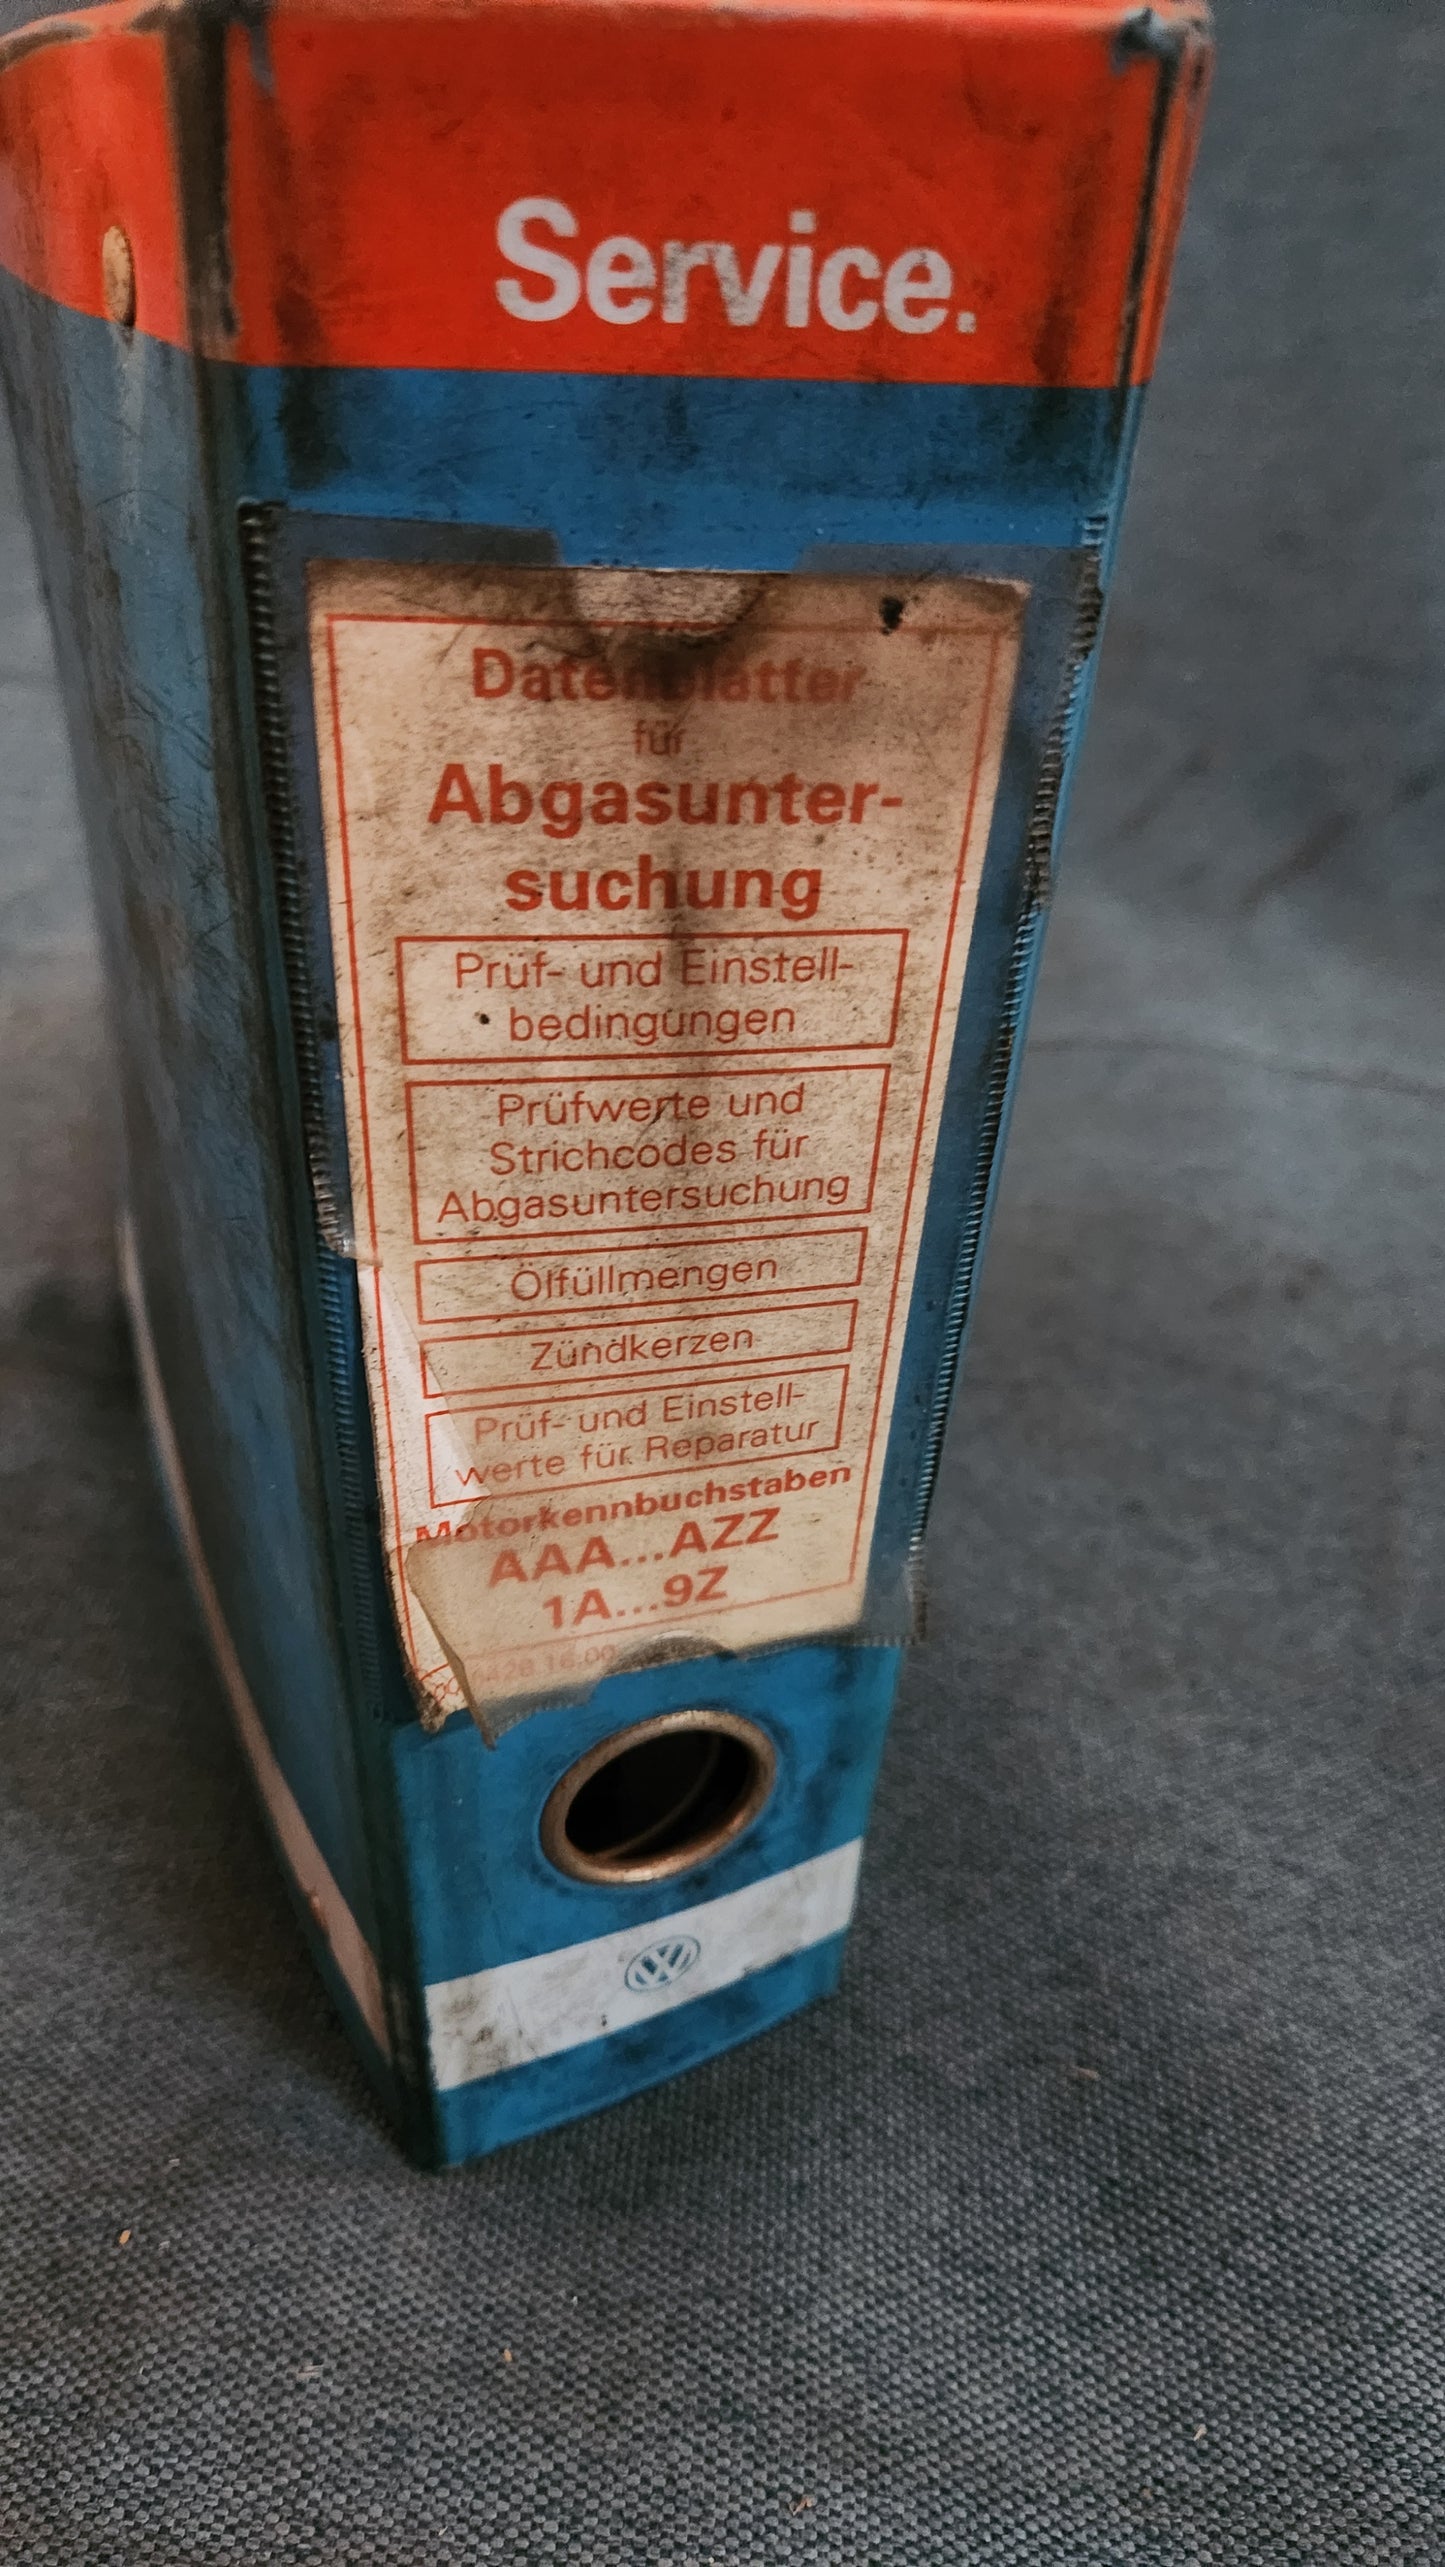 Service.
Datenblätter
für
Abgasunter-
suchung
Prüf- und Einstell-
bedingungen
Prüfwerte und
Strichcodes für
Abgasuntersuchung
Ölfüllmengen
Zündkerzen
Prüf- und Einstell-
werte für Reparatur
Motorkennbuchstaben
AAA...AZZ
1A...9Z
VW